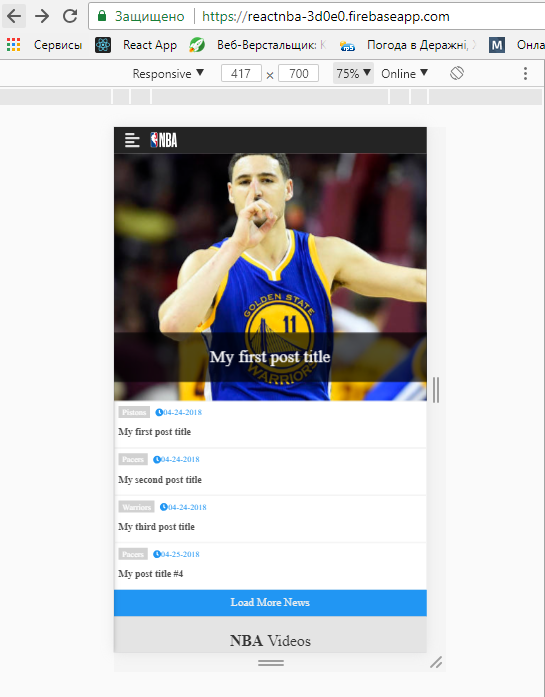 Защищено https://reactnba-3d0e0.firebaseapp.com
Сервисы React App Веб-Верстальщик: Погода в Деражні, M Онла
Responsive ▼ 417 × 700 75% ▼ Online ▼
NBA
GOLDEN STATE
11
WARRIORS
My first post title
Pistons 04-24-2018
My first post title
Pacers 04-24-2018
My second post title
Warriors 04-24-2018
My third post title
Pacers 04-25-2018
My post title #4
Load More News
NBA Videos